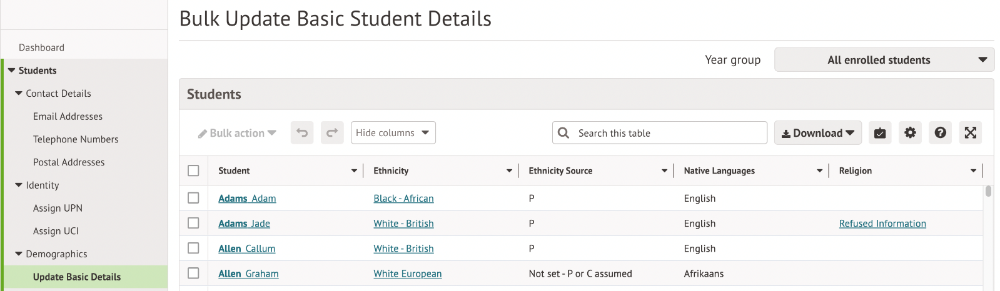 Bulk Update Basic Student Details
Dashboard
Students
Contact Details
Email Addresses
Telephone Numbers
Postal Addresses
Identity
Assign UPN
Assign UCI
Demographics
Update Basic Details
Year group All enrolled students
Students
Bulk action Hide columns Search this table Download
Student Ethnicity Ethnicity Source Native Languages Religion
Adams Adam Black - African P English
Adams Jade White - British P English Refused Information
Allen Callum White - British P English
Allen Graham White European Not set - P or C assumed Afrikaans